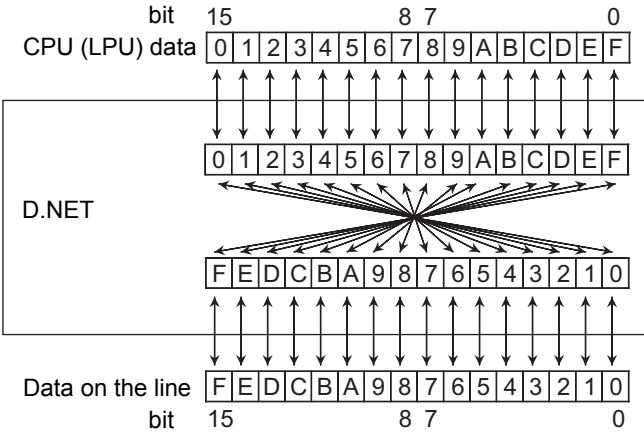 bit 15 8 7 0
CPU (LPU) data 0 1 2 3 4 5 6 7 8 9 A B C D E F
0 1 2 3 4 5 6 7 8 9 A B C D E F
D.NET
F E D C B A 9 8 7 6 5 4 3 2 1 0
Data on the line F E D C B A 9 8 7 6 5 4 3 2 1 0
bit 15 8 7 0